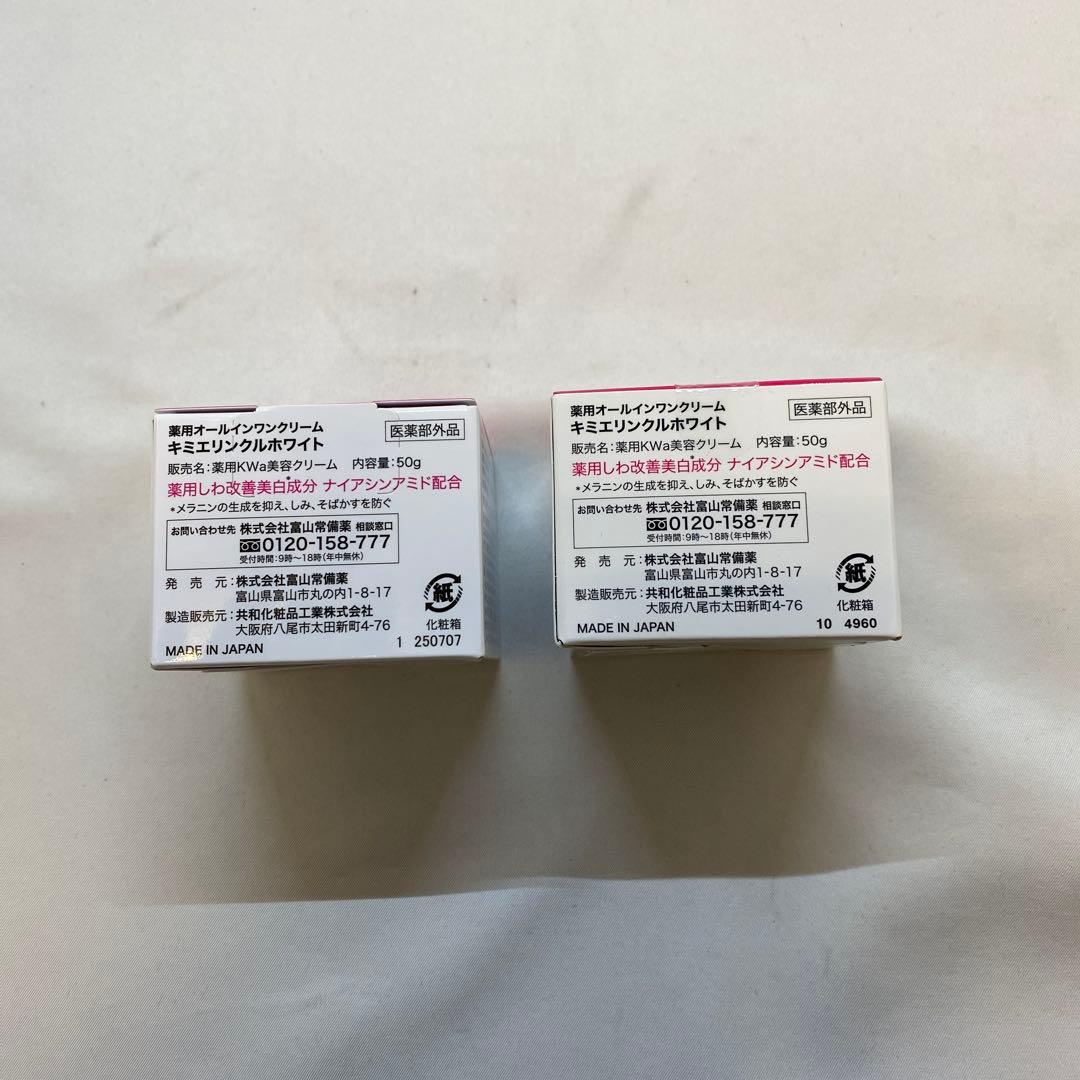 薬用オールインワンクリーム
キミエリンクルホワイト
医薬部外品
販売名:薬用KWa美容クリーム 内容量:50g
薬用しわ改善美白成分* ナイアシンアミド配合
*メラニンの生成を抑え、しみ、そばかすを防ぐ
お問い合わせ先 株式会社富山常備薬 相談窓口
0120-158-777
受付時間:9時〜18時(年中無休)
発売元:株式会社富山常備薬
富山県富山市丸の内1-8-17
製造販売元:共和化粧品工業株式会社
大阪府八尾市太田新町4-76
紙
化粧箱
MADE IN JAPAN
1 250707
薬用オールインワンクリーム
キミエリンクルホワイト
医薬部外品
販売名:薬用KWa美容クリーム 内容量:50g
薬用しわ改善美白成分* ナイアシンアミド配合
*メラニンの生成を抑え、しみ、そばかすを防ぐ
お問い合わせ先 株式会社富山常備薬 相談窓口
0120-158-777
受付時間:9時〜18時(年中無休)
発売元:株式会社富山常備薬
富山県富山市丸の内1-8-17
製造販売元:共和化粧品工業株式会社
大阪府八尾市太田新町4-76
紙
化粧箱
MADE IN JAPAN
10 4960